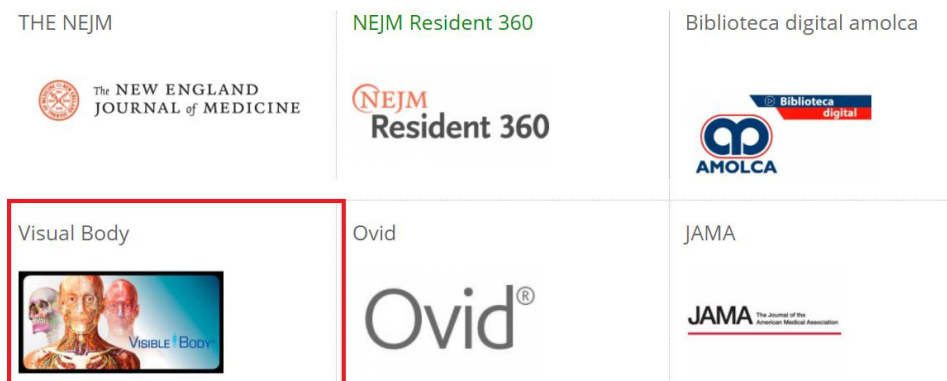 THE NEJM
NEJM Resident 360
Biblioteca digital amolca
The NEW ENGLAND
JOURNAL of MEDICINE
NEJM
Resident 360
Biblioteca
digital
AMOLCA
Visual Body
Ovid
JAMA
VISIBLE BODY®
Ovid®
JAMA The Journal of the
American Medical Association